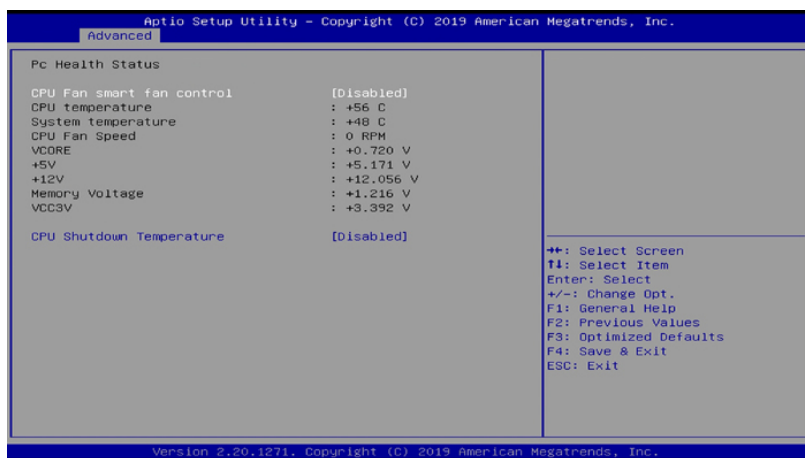 Aptio Setup Utility – Copyright (C) 2019 American Megatrends, Inc.
Advanced
Pc Health Status
CPU Fan smart fan control [Disabled]
CPU temperature : +56 C
System temperature : +48 C
CPU Fan Speed : 0 RPM
VCORE : +0.720 V
+5V : +5.171 V
+12V : +12.056 V
Memory Voltage : +1.216 V
VCC3V : +3.392 V
CPU Shutdown Temperature [Disabled]
→←: Select Screen
↑↓: Select Item
Enter: Select
+/-: Change Opt.
F1: General Help
F2: Previous Values
F3: Optimized Defaults
F4: Save & Exit
ESC: Exit
Version 2.20.1271. Copyright (C) 2019 American Megatrends, Inc.